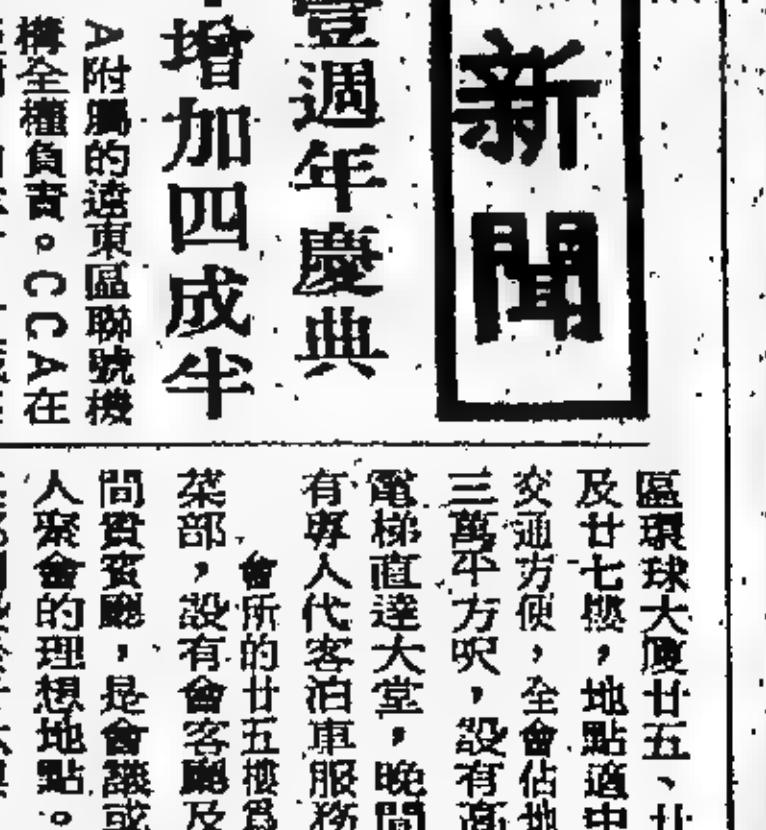 新聞
週年慶典
增加四成半
A附屬的遠東區聯號機
構全權負責。CCA在
區環球大厦廿五、廿
及廿七樓，地點適中
交通方便，全會佔地
三萬平方呎，設有高
電梯直達大堂，晚間
有專人代客泊車服務
會所的廿五樓爲
菜部，設有會客廳及
間貴賓廳，是會議或
人聚會的理想地點。